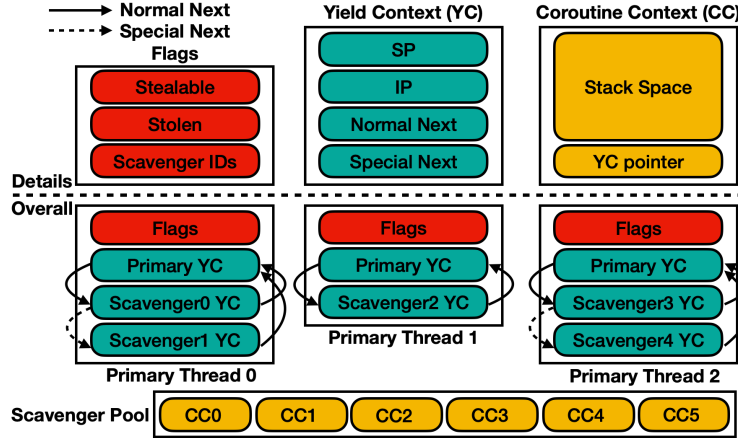 Normal Next
Special Next
Flags
Stealable
Stolen
Scavenger IDs
Yield Context (YC)
SP
IP
Normal Next
Special Next
Coroutine Context (CC)
Stack Space
YC pointer
Details
Overall
Flags
Primary YC
Scavenger0 YC
Scavenger1 YC
Primary Thread 0
Flags
Primary YC
Scavenger2 YC
Primary Thread 1
Flags
Primary YC
Scavenger3 YC
Scavenger4 YC
Primary Thread 2
Scavenger Pool CC0 CC1 CC2 CC3 CC4 CC5